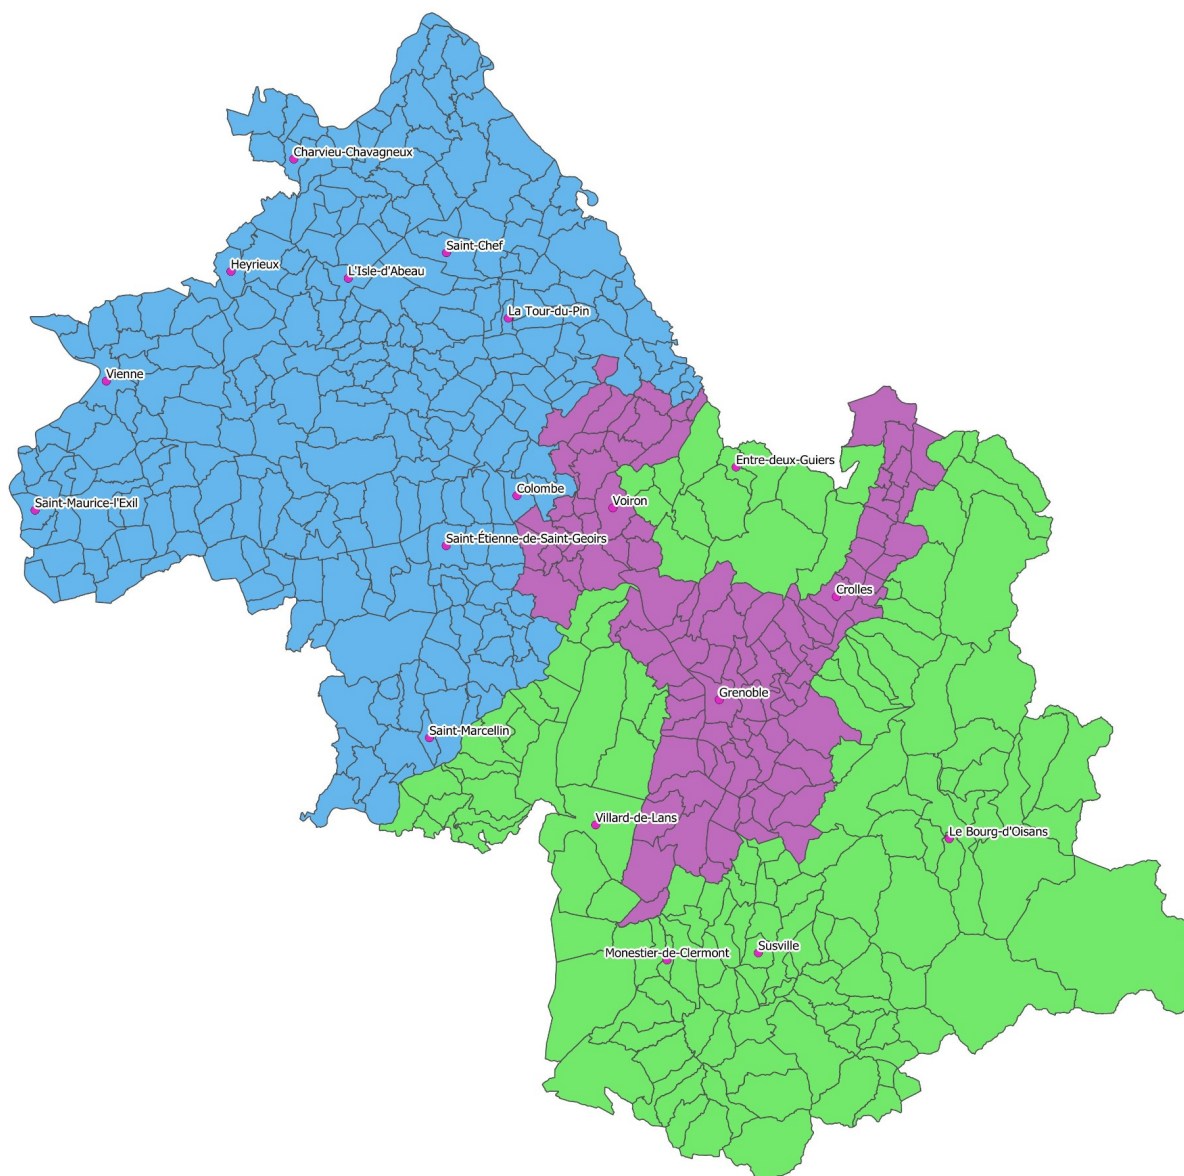 Charvieu-Chavagneux
Saint-Chef
Heyrieux
L'Isle-d'Abeau
La Tour-du-Pin
Vienne
Entre-deux-Guiers
Colombe
Saint-Maurice-l'Exil
Voiron
Saint-Étienne-de-Saint-Geoirs
Crolles
Grenoble
Saint-Marcellin
Villard-de-Lans
Le Bourg-d'Oisans
Susville
Monestier-de-Clermont